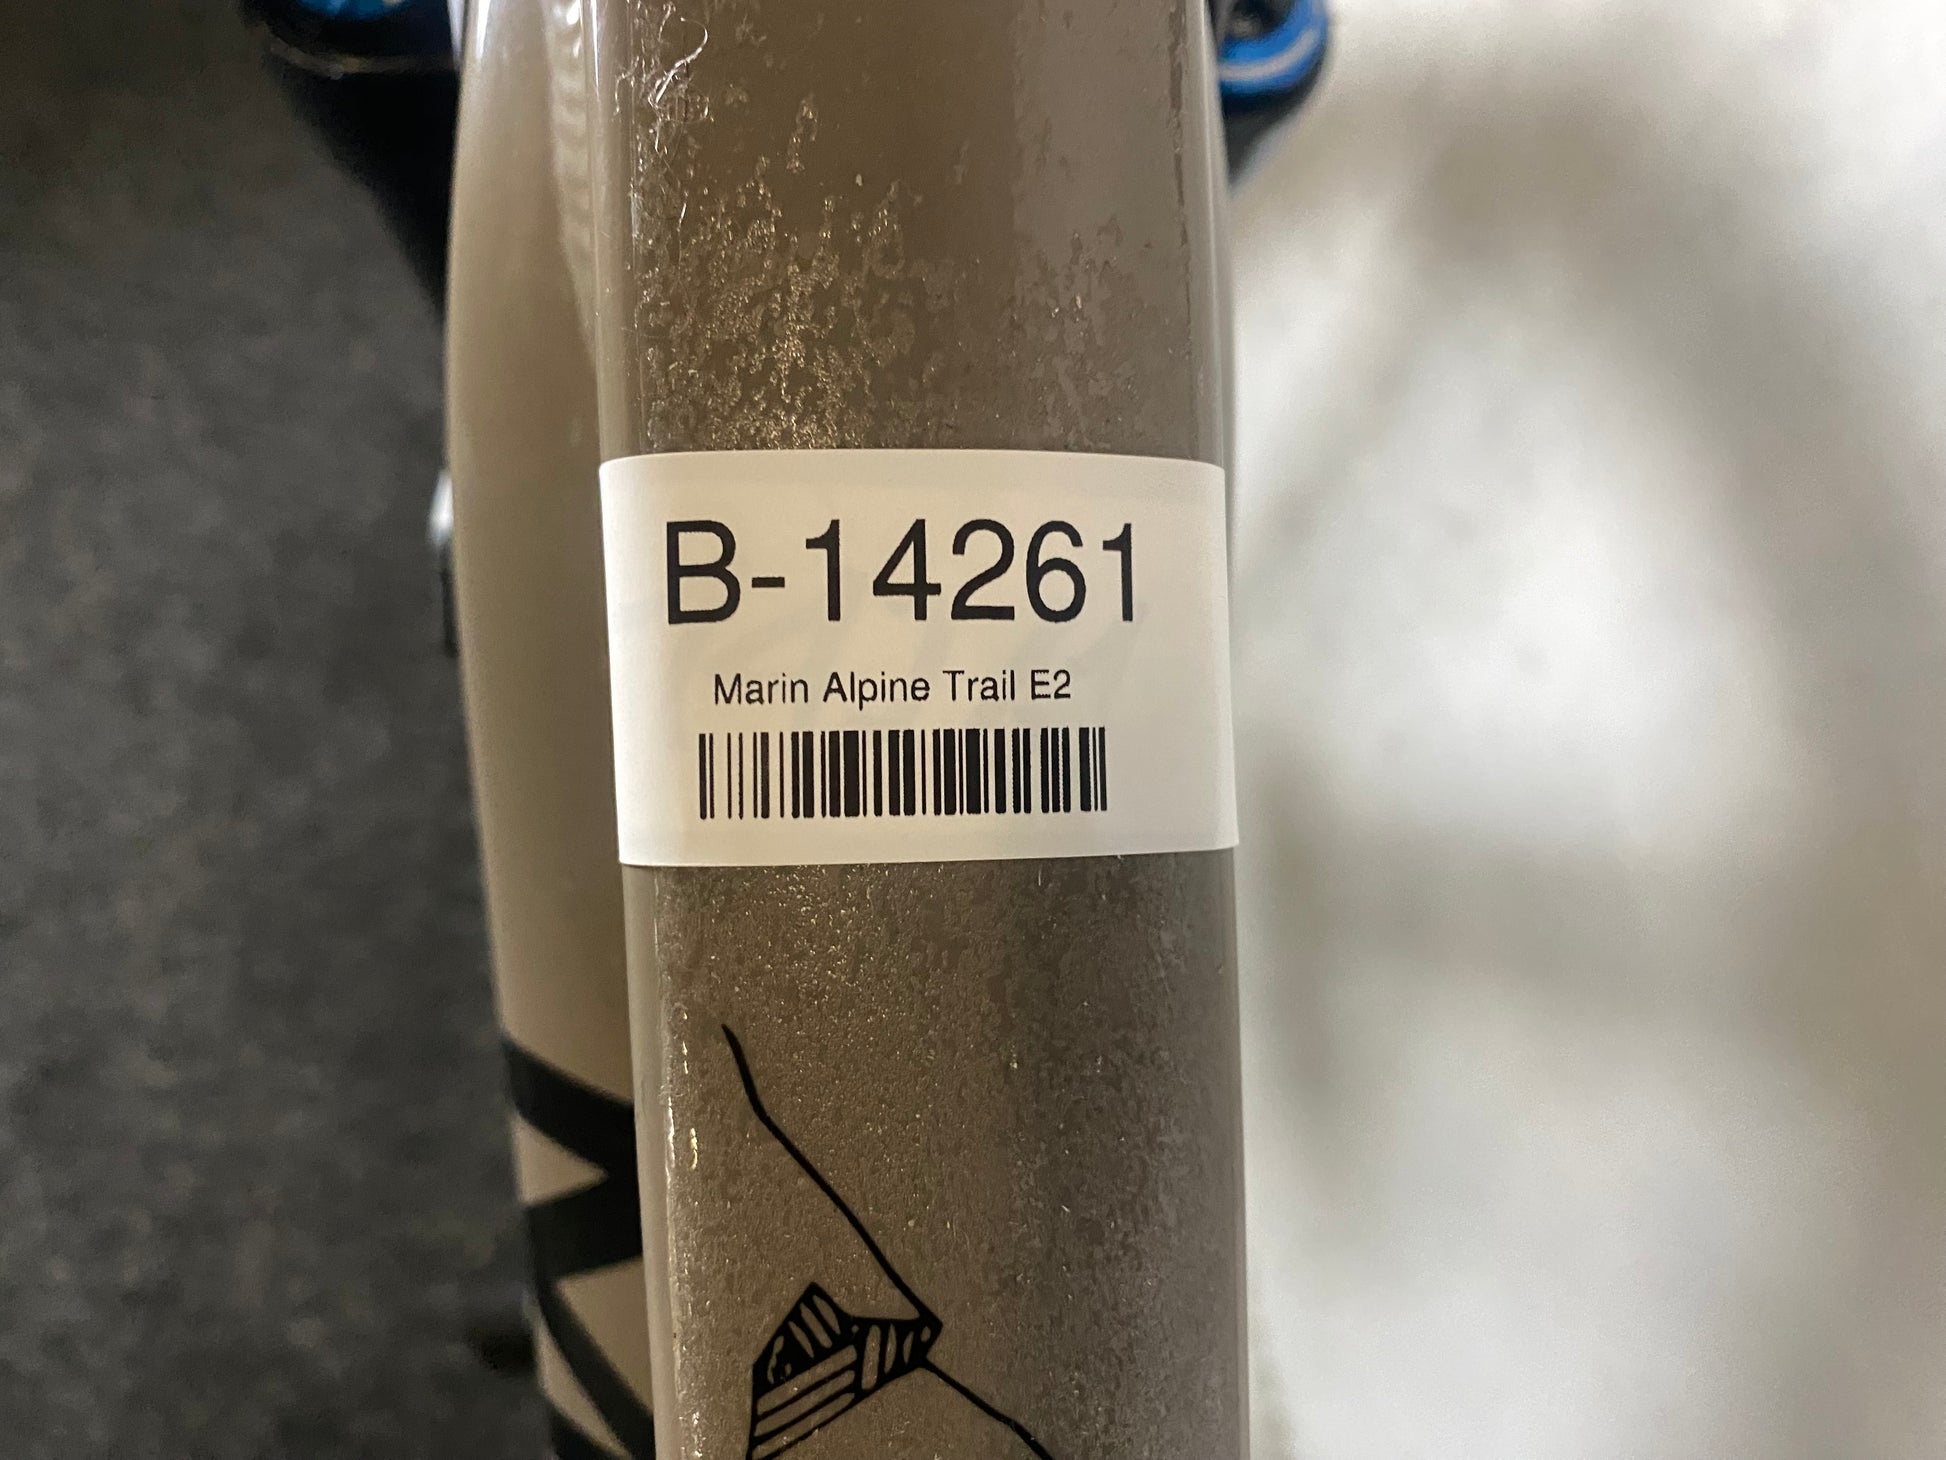 B-14261
Marin Alpine Trail E2